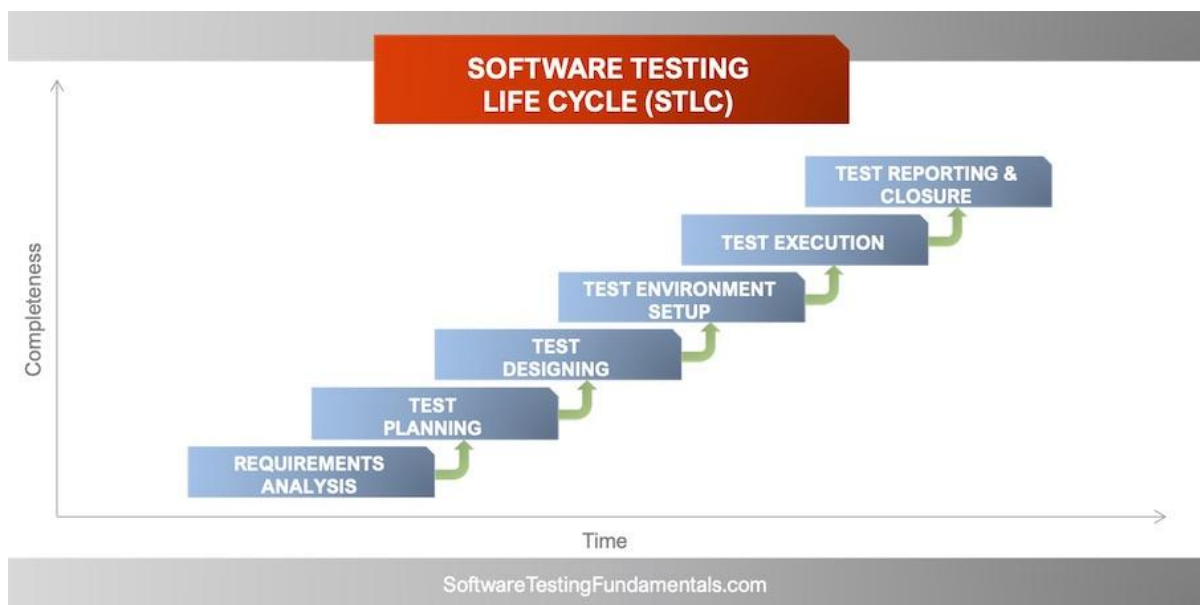 SOFTWARE TESTING
LIFE CYCLE (STLC)
TEST REPORTING &
CLOSURE
TEST EXECUTION
TEST ENVIRONMENT
SETUP
TEST
DESIGNING
TEST
PLANNING
REQUIREMENTS
ANALYSIS
Completeness
Time
SoftwareTestingFundamentals.com